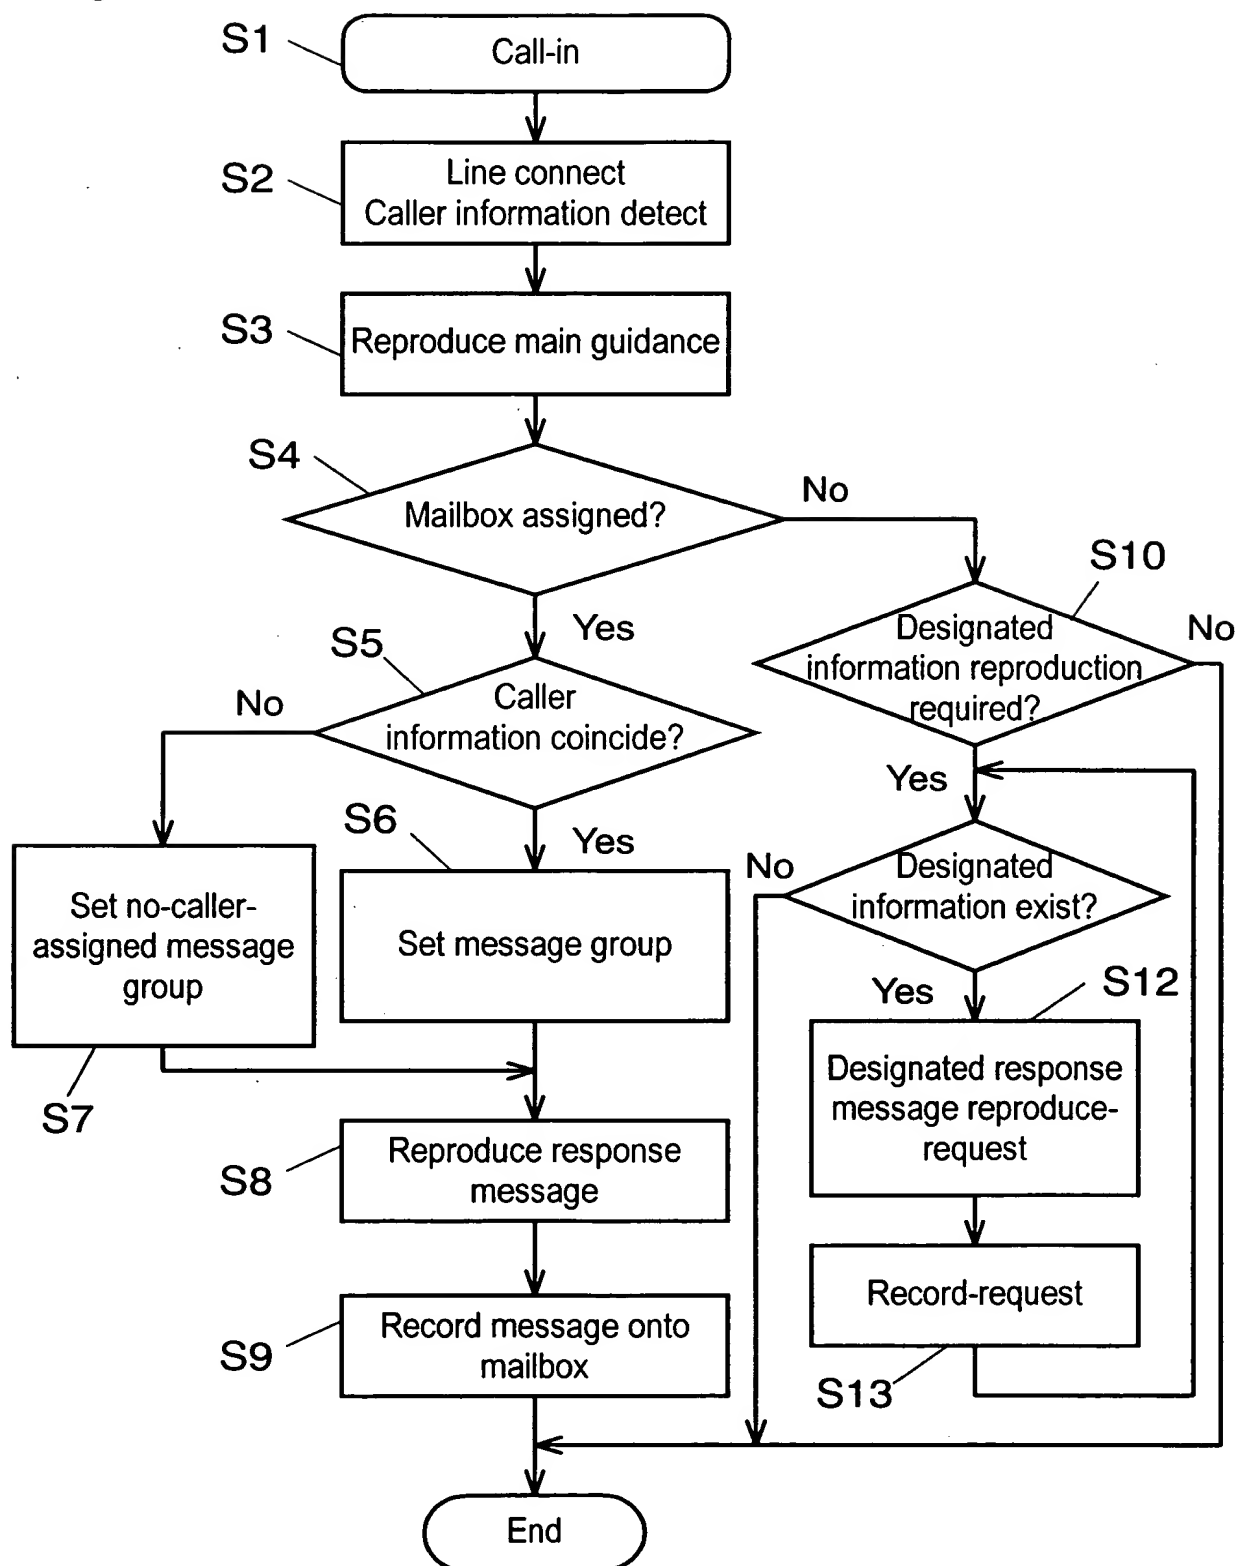 S1
Call-in
S2
Line connect
Caller information detect
S3
Reproduce main guidance
S4
Mailbox assigned?
No
Yes
S10
Designated
information reproduction
required?
No
Yes
S5
Caller
information coincide?
No
Yes
S6
Set message group
Set no-caller-
assigned message
group
S7
Designated
information exist?
No
Yes
S12
Designated response
message reproduce-
request
S8
Reproduce response
message
Record-request
S13
S9
Record message onto
mailbox
End